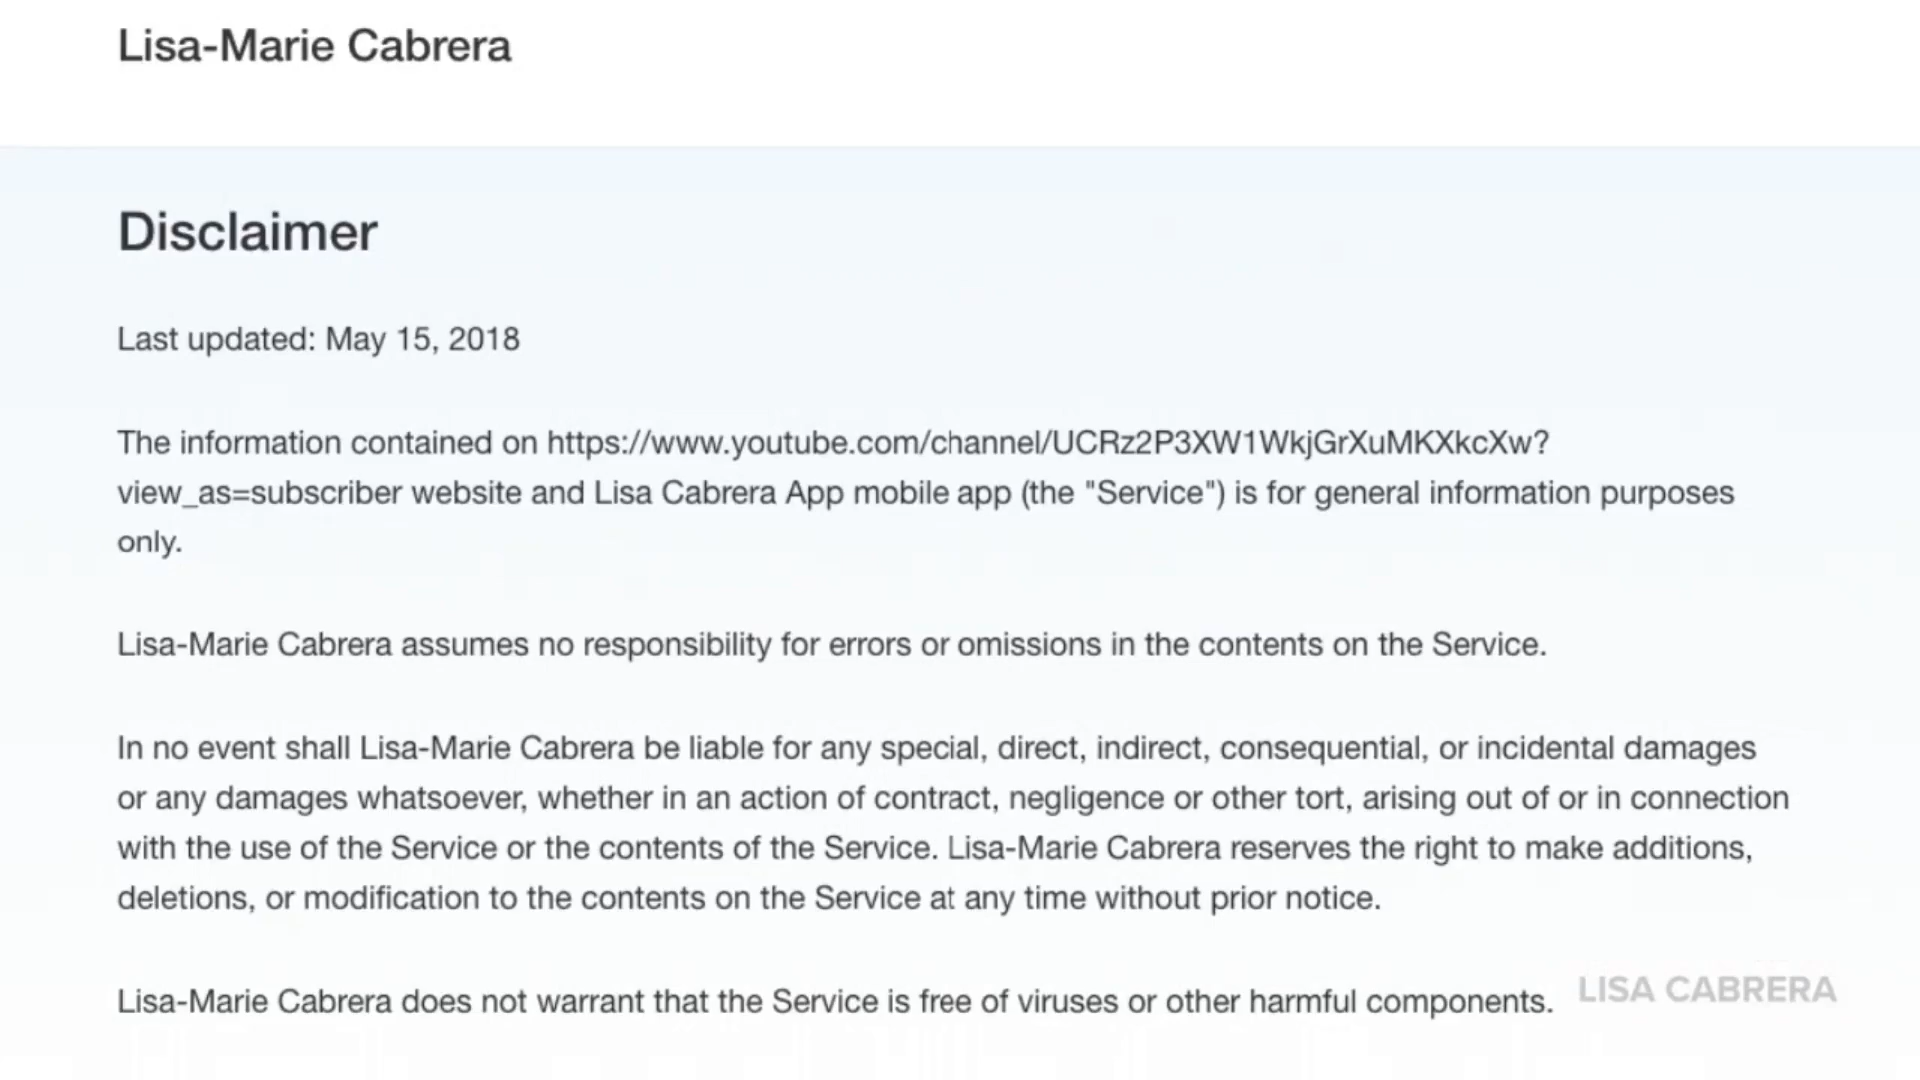 Lisa-Marie Cabrera
Disclaimer
Last updated: May 15, 2018
The information contained on https://www.youtube.com/channel/UCRz2P3XW1WkjGrXuMKXkcXw?
view_as=subscriber website and Lisa Cabrera App mobile app (the "Service") is for general information purposes
only.
Lisa-Marie Cabrera assumes no responsibility for errors or omissions in the contents on the Service.
In no event shall Lisa-Marie Cabrera be liable for any special, direct, indirect, consequential, or incidental damages
or any damages whatsoever, whether in an action of contract, negligence or other tort, arising out of or in connection
with the use of the Service or the contents of the Service. Lisa-Marie Cabrera reserves the right to make additions,
deletions, or modification to the contents on the Service at any time without prior notice.
Lisa-Marie Cabrera does not warrant that the Service is free of viruses or other harmful components.
LISA CABRERA